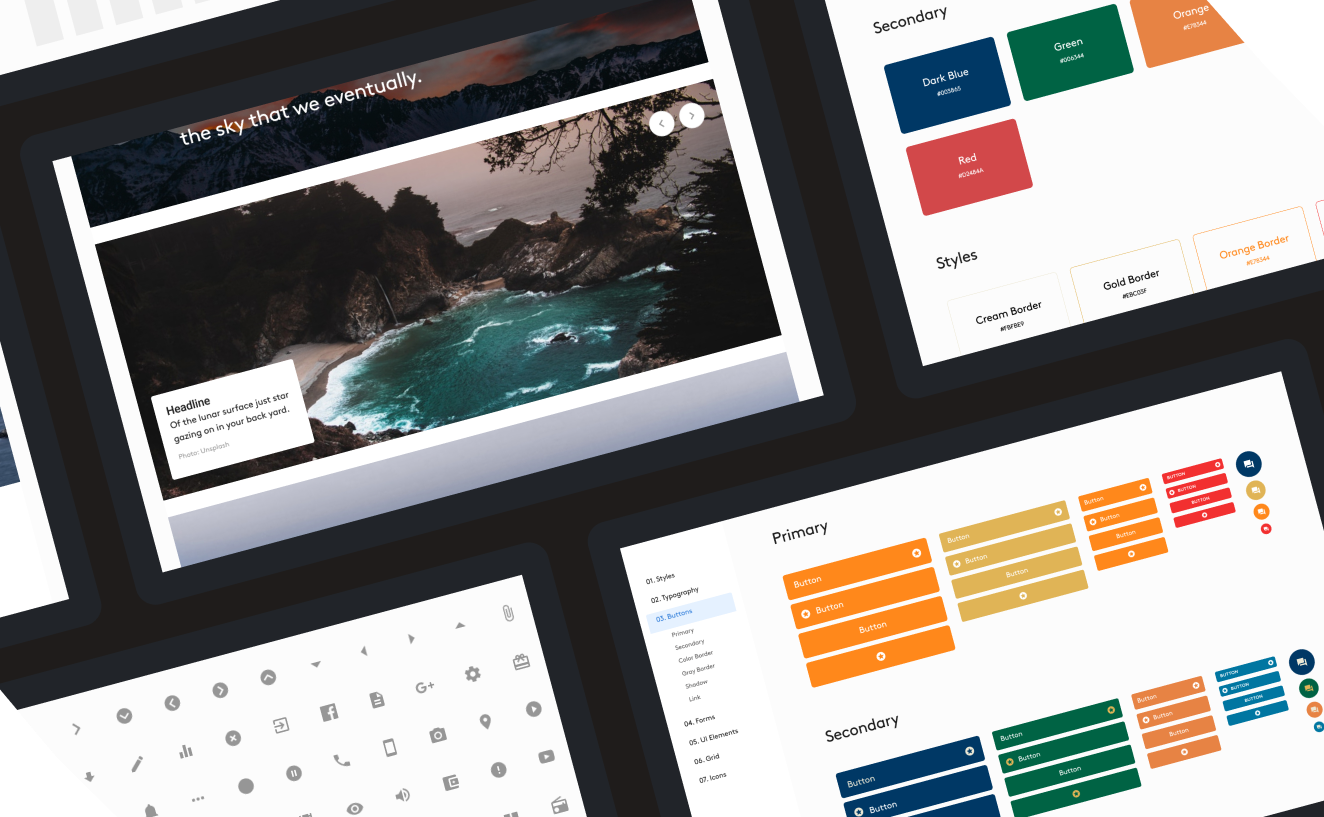 the sky that we eventually.
Headline
Of the lunar surface just star
gazing on in your back yard.
Photo: Unsplash
Secondary
Dark Blue
#003865
Green
#006344
Orange
#E78344
Red
#D2484A
Styles
Cream Border
#FBF8E9
Gold Border
#EBC03F
Orange Border
#E78344
01. Styles
02. Typography
03. Buttons
Primary
Secondary
Color Border
Gray Border
Shadow
Link
04. Forms
05. UI Elements
06. Grid
07. Icons
Primary
Button
Button
Button
Button
Button
Button
Button
Button
Button
BUTTON
BUTTON
BUTTON
Secondary
Button
Button
Button
Button
Button
Button
Button
Button
BUTTON
BUTTON
BUTTON
G+